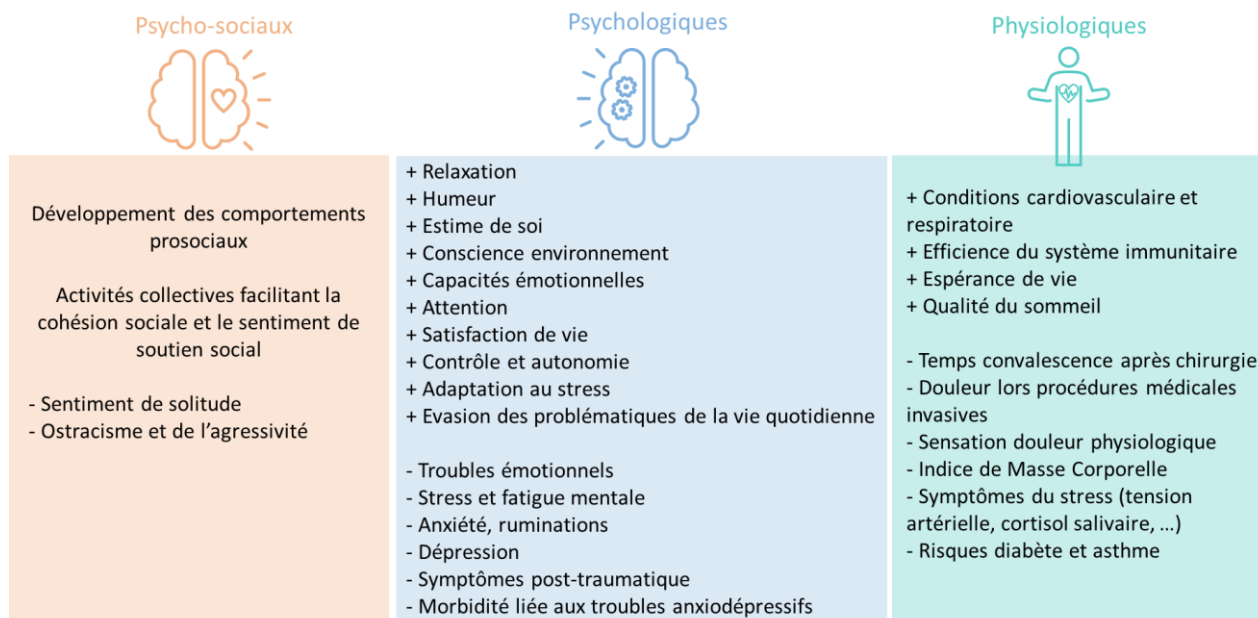 Psycho-sociaux
Développement des comportements
prosociaux
Activités collectives facilitant la
cohésion sociale et le sentiment de
soutien social
- Sentiment de solitude
- Ostracisme et de l'agressivité
Psychologiques
+ Relaxation
+ Humeur
+ Estime de soi
+ Conscience environnement
+ Capacités émotionnelles
+ Attention
+ Satisfaction de vie
+ Contrôle et autonomie
+ Adaptation au stress
+ Evasion des problématiques de la vie quotidienne
- Troubles émotionnels
- Stress et fatigue mentale
- Anxiété, ruminations
- Dépression
- Symptômes post-traumatique
- Morbidité liée aux troubles anxiodépressifs
Physiologiques
+ Conditions cardiovasculaire et
respiratoire
+ Efficience du système immunitaire
+ Espérance de vie
+ Qualité du sommeil
- Temps convalescence après chirurgie
- Douleur lors procédures médicales
invasives
- Sensation douleur physiologique
- Indice de Masse Corporelle
- Symptômes du stress (tension
artérielle, cortisol salivaire, …)
- Risques diabète et asthme